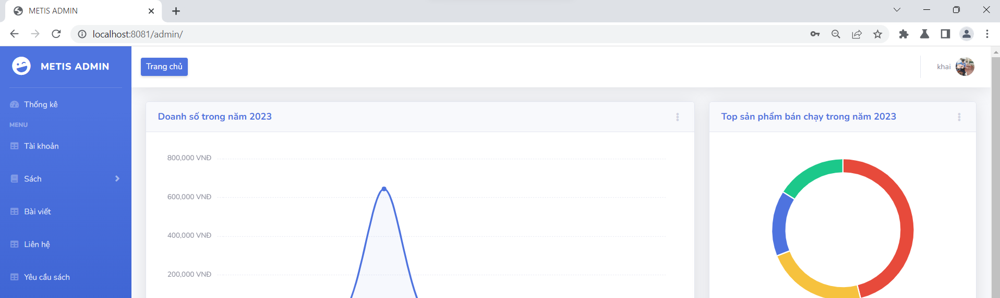 METIS ADMIN
localhost:8081/admin/
METIS ADMIN
Trang chủ
khai
Thống kê
MENU
Tài khoản
Sách
Bài viết
Liên hệ
Yêu cầu sách
Doanh số trong năm 2023
800,000 VNĐ
600,000 VNĐ
400,000 VNĐ
200,000 VNĐ
Top sản phẩm bán chạy trong năm 2023